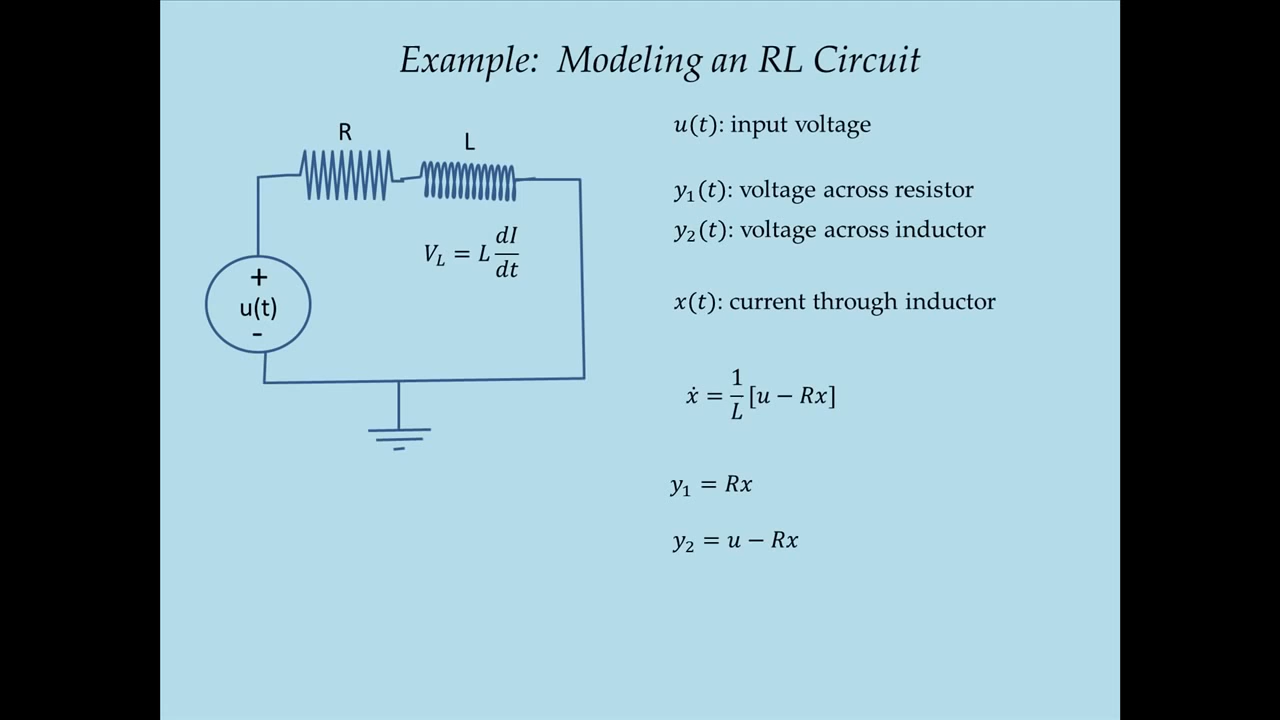 Example: Modeling an RL Circuit
R
L
V_L = L dI/dt
+
u(t)
-
u(t): input voltage
y₁(t): voltage across resistor
y₂(t): voltage across inductor
x(t): current through inductor
ẋ = 1/L [u − Rx]
y₁ = Rx
y₂ = u − Rx